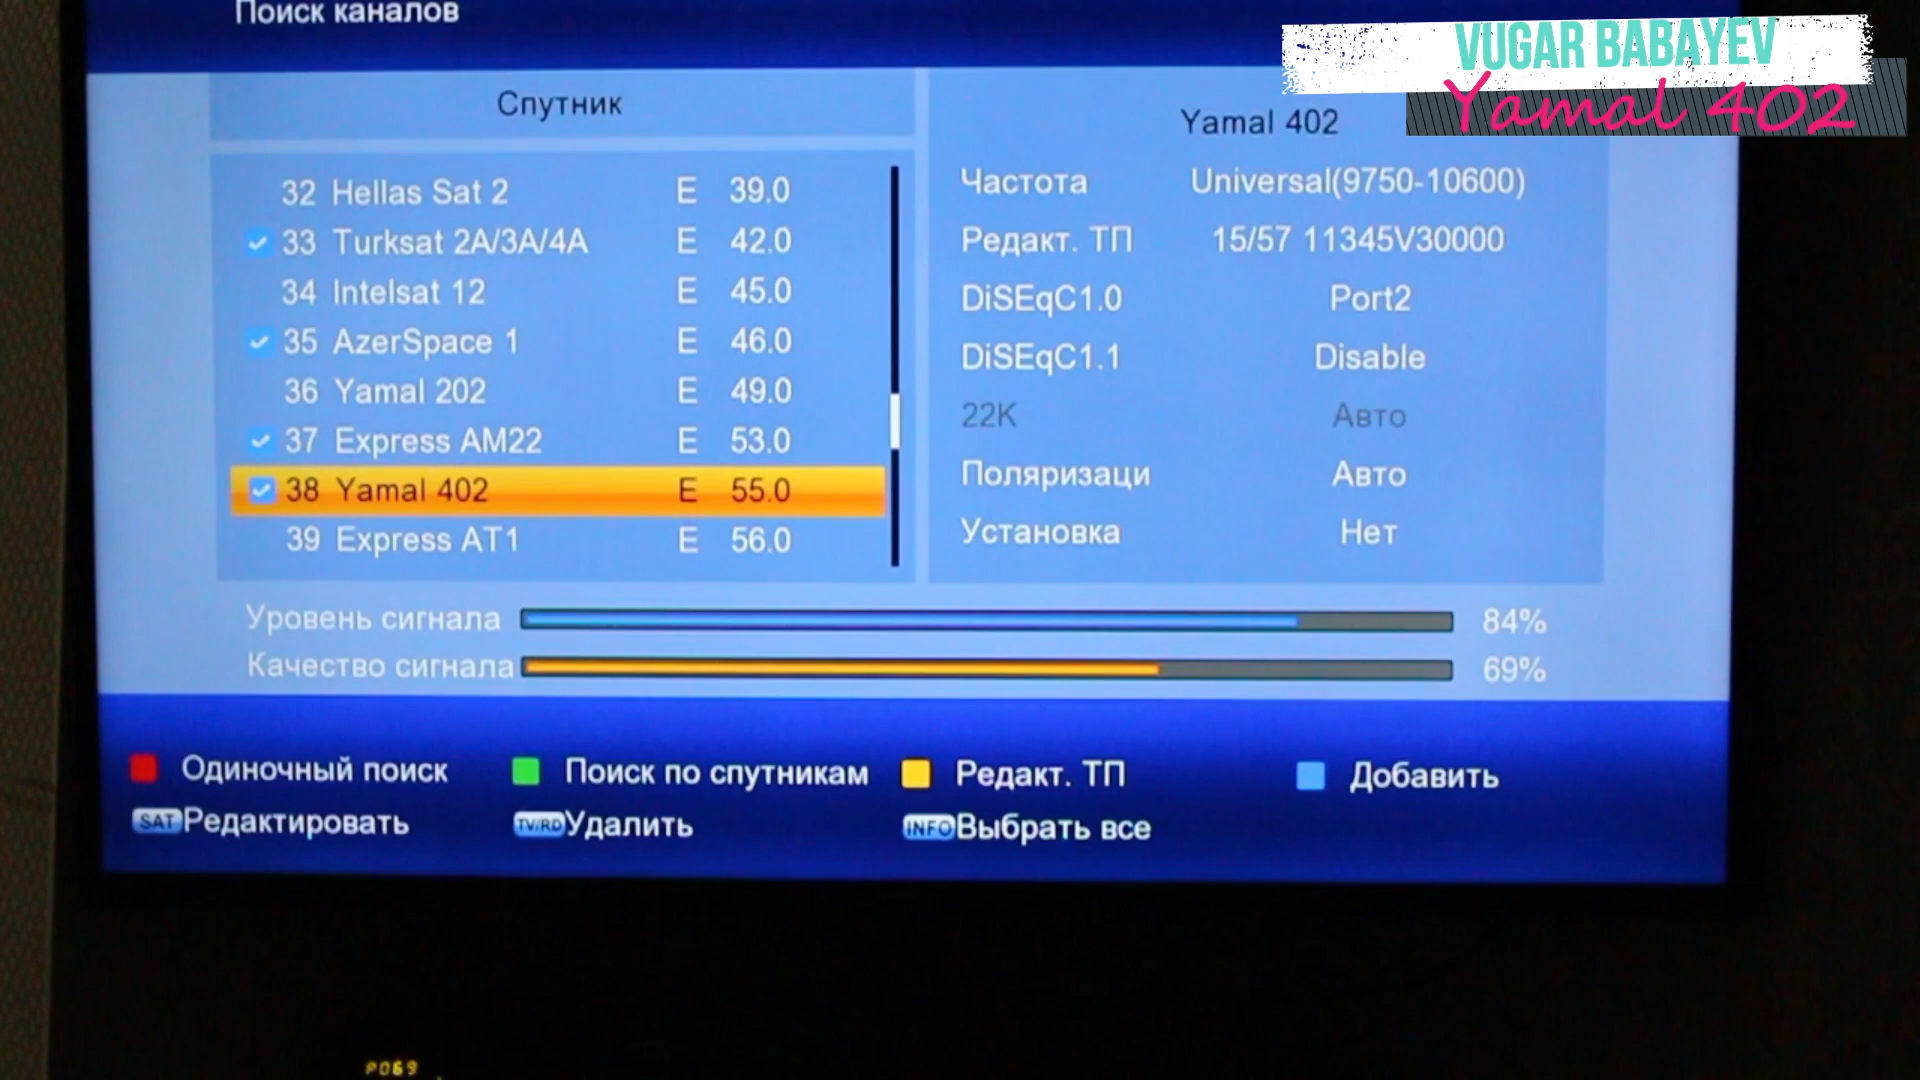 Поиск каналов
VUGAR BABAYEV
Yamal 402
Спутник
32 Hellas Sat 2 E 39.0
33 Turksat 2A/3A/4A E 42.0
34 Intelsat 12 E 45.0
35 AzerSpace 1 E 46.0
36 Yamal 202 E 49.0
37 Express AM22 E 53.0
38 Yamal 402 E 55.0
39 Express AT1 E 56.0
Yamal 402
Частота Universal(9750-10600)
Редакт. ТП 15/57 11345V30000
DiSEqC1.0 Port2
DiSEqC1.1 Disable
22K Авто
Поляризаци Авто
Установка Нет
Уровень сигнала 84%
Качество сигнала 69%
Одиночный поиск Поиск по спутникам Редакт. ТП Добавить
SAT Редактировать TV/RD Удалить INFO Выбрать все
P069